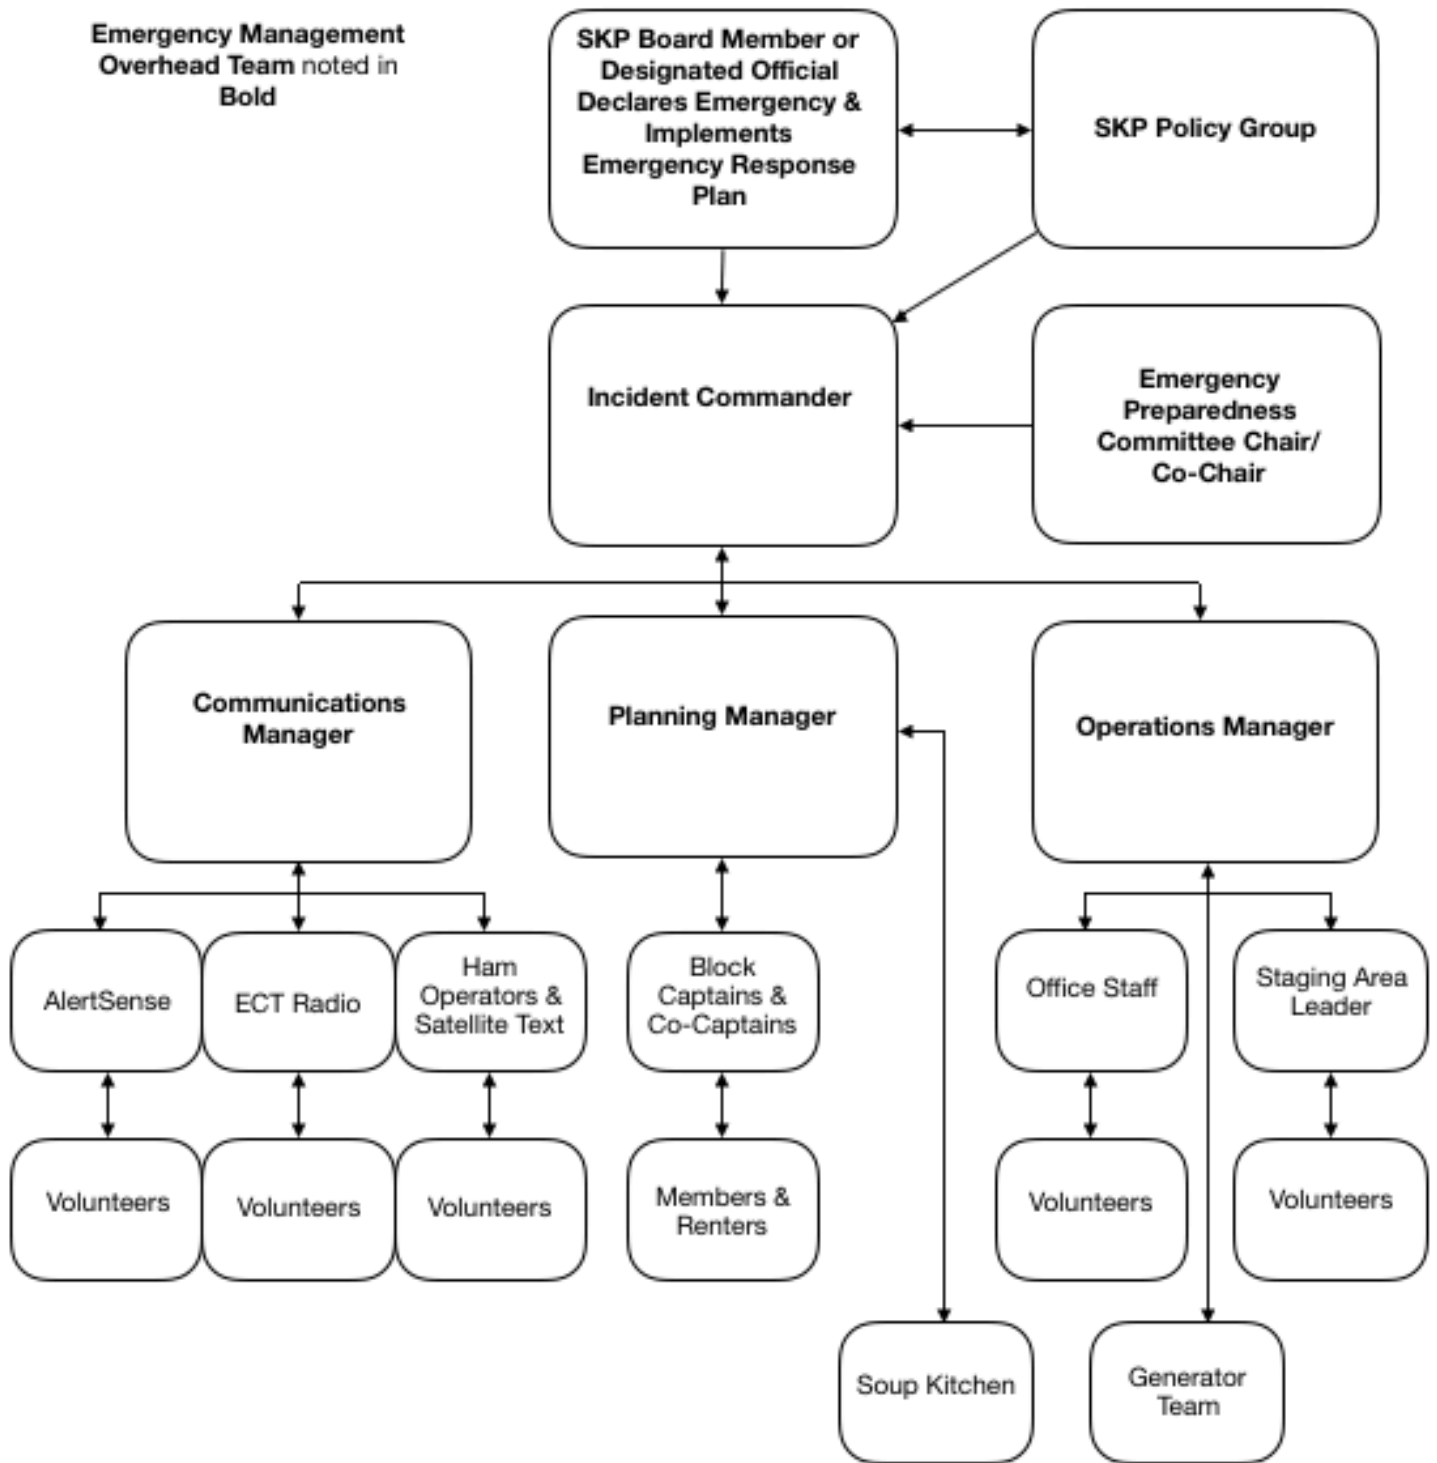 Emergency Management
Overhead Team noted in
Bold
SKP Board Member or
Designated Official
Declares Emergency &
Implements
Emergency Response
Plan
SKP Policy Group
Incident Commander
Emergency
Preparedness
Committee Chair/
Co-Chair
Communications
Manager
Planning Manager
Operations Manager
AlertSense
ECT Radio
Ham
Operators &
Satellite Text
Block
Captains &
Co-Captains
Office Staff
Staging Area
Leader
Volunteers
Volunteers
Volunteers
Members &
Renters
Volunteers
Volunteers
Soup Kitchen
Generator
Team